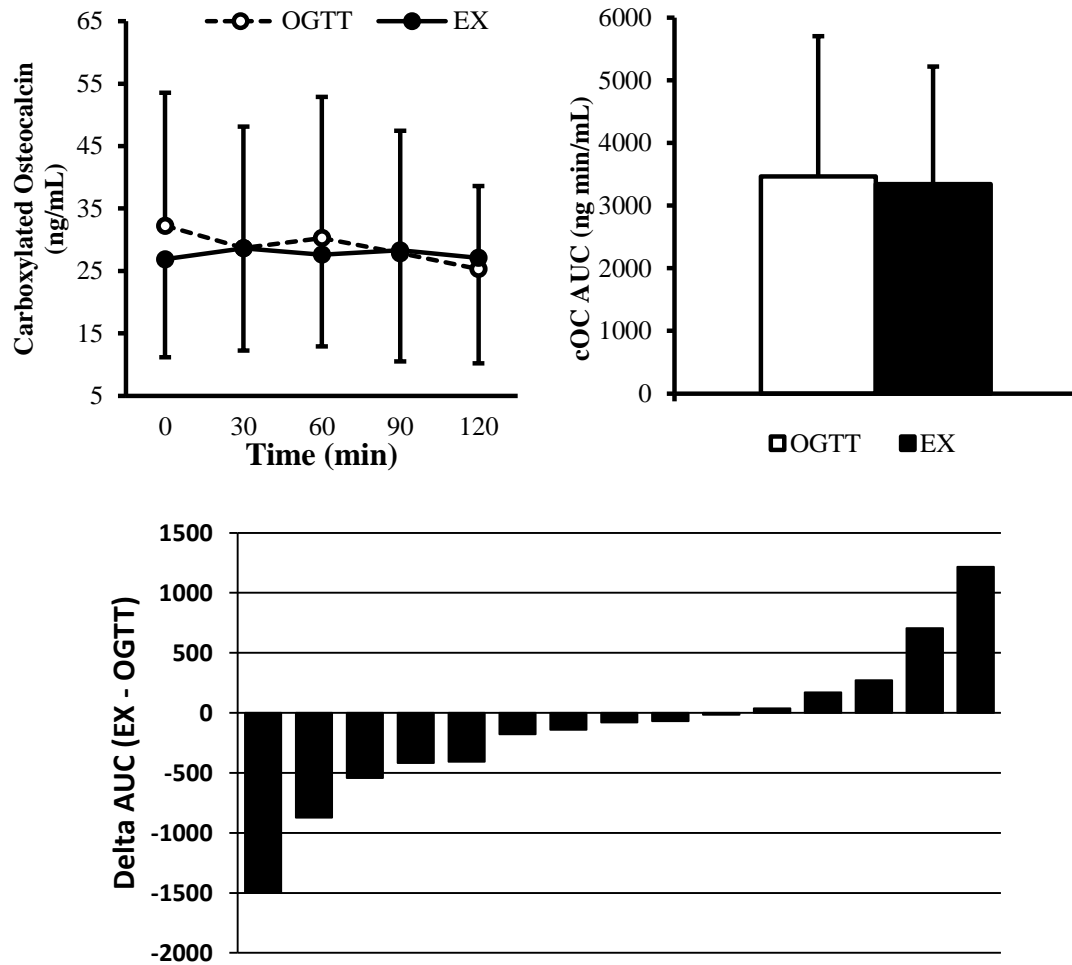 OGTT EX
65
55
45
35
25
15
5
Carboxylated Osteocalcin
(ng/mL)
0 30 60 90 120
Time (min)
6000
5000
4000
3000
2000
1000
0
cOC AUC (ng min/mL)
OGTT EX
1500
1000
500
0
-500
-1000
-1500
-2000
Delta AUC (EX - OGTT)